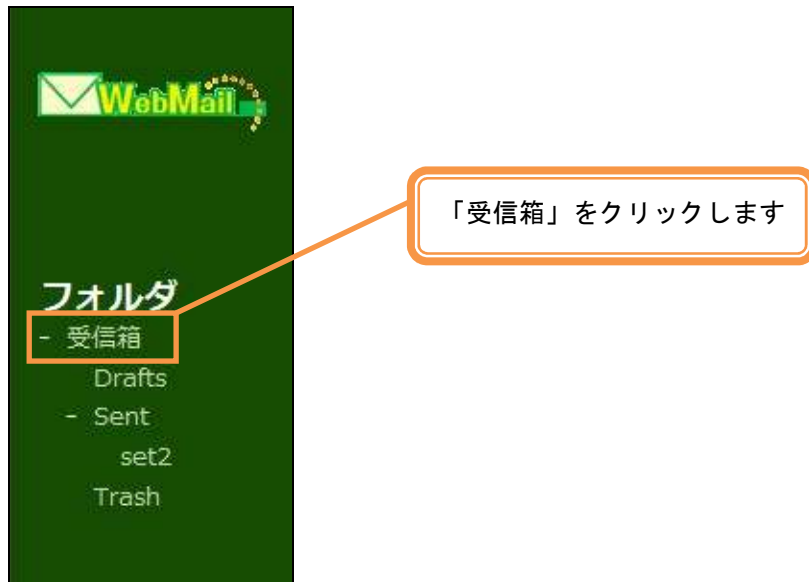 WebMail
「受信箱」をクリックします
フォルダ
- 受信箱
Drafts
- Sent
set2
Trash